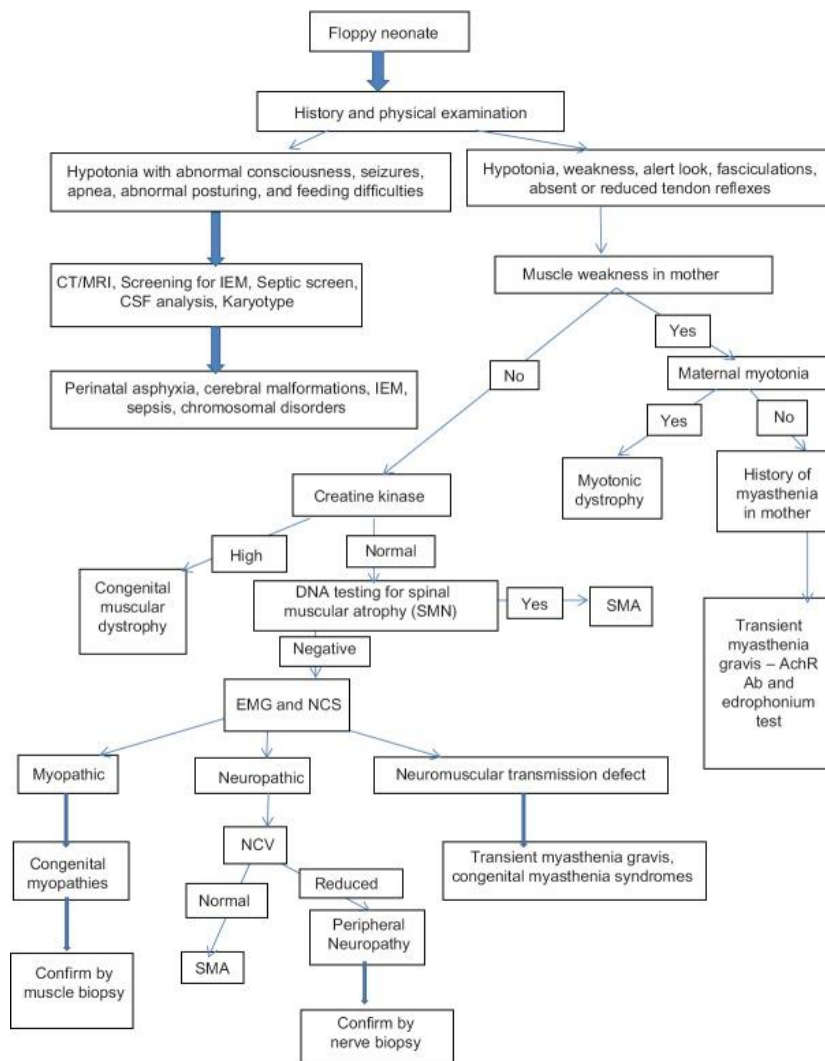 Floppy neonate
History and physical examination
Hypotonia with abnormal consciousness, seizures,
apnea, abnormal posturing, and feeding difficulties
Hypotonia, weakness, alert look, fasciculations,
absent or reduced tendon reflexes
CT/MRI, Screening for IEM, Septic screen,
CSF analysis, Karyotype
Muscle weakness in mother
Yes
Perinatal asphyxia, cerebral malformations, IEM,
sepsis, chromosomal disorders
No
Maternal myotonia
Yes
No
Myotonic
dystrophy
History of
myasthenia
in mother
Creatine kinase
High
Normal
Congenital
muscular
dystrophy
DNA testing for spinal
muscular atrophy (SMN)
Yes
SMA
Transient
myasthenia
gravis – AchR
Ab and
edrophonium
test
Negative
EMG and NCS
Myopathic
Neuropathic
Neuromuscular transmission defect
Congenital
myopathies
NCV
Transient myasthenia gravis,
congenital myasthenia syndromes
Normal
Reduced
Peripheral
Neuropathy
Confirm by
muscle biopsy
SMA
Confirm by
nerve biopsy